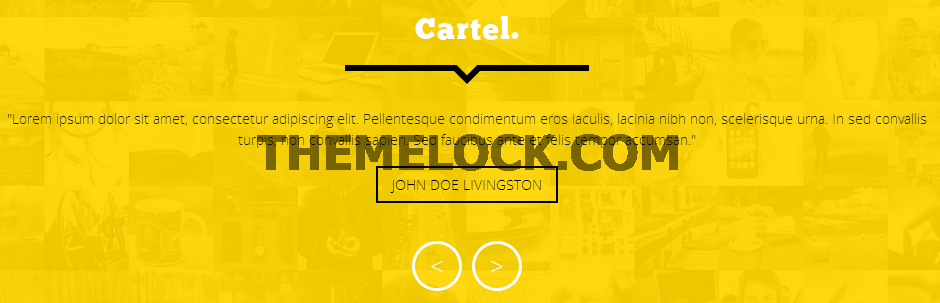 Cartel.
"Lorem ipsum dolor sit amet, consectetur adipiscing elit. Pellentesque condimentum eros iaculis, lacinia nibh non, scelerisque urna. In sed convallis
turpis, non convallis sapien. Sed faucibus ante et felis tempor accumsan."
THEMELOCK.COM
JOHN DOE LIVINGSTON
< >